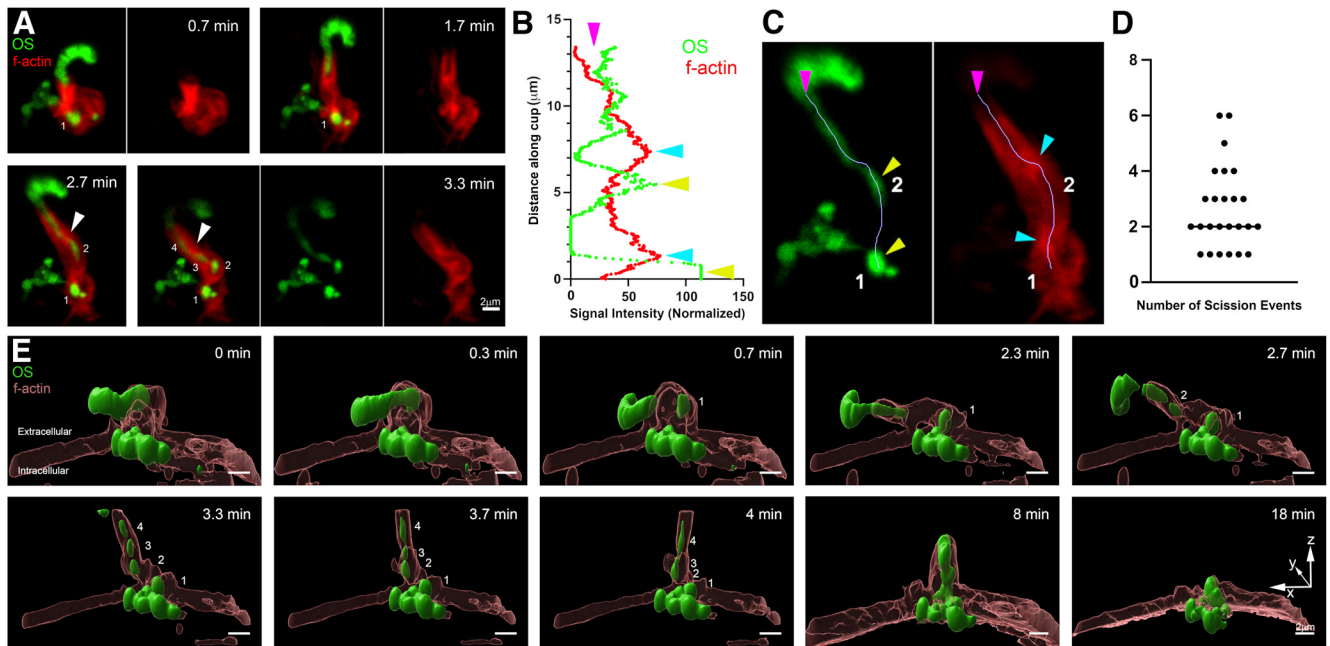 A
OS
f-actin
0.7 min
1
1.7 min
1
2.7 min
2
1
3.3 min
4
3
2
1
2μm
B
15
10
5
0
Distance along cup (μm)
OS
f-actin
0
50
100
150
Signal Intensity (Normalized)
C
2
1
2
1
D
8
6
4
2
0
Number of Scission Events
E
OS
f-actin
0 min
Extracellular
Intracellular
0.3 min
0.7 min
1
2.3 min
1
2.7 min
2
1
3.3 min
4
3
2
1
3.7 min
4
3
2
1
4 min
4
3
2
1
8 min
18 min
z
y
x
2μm